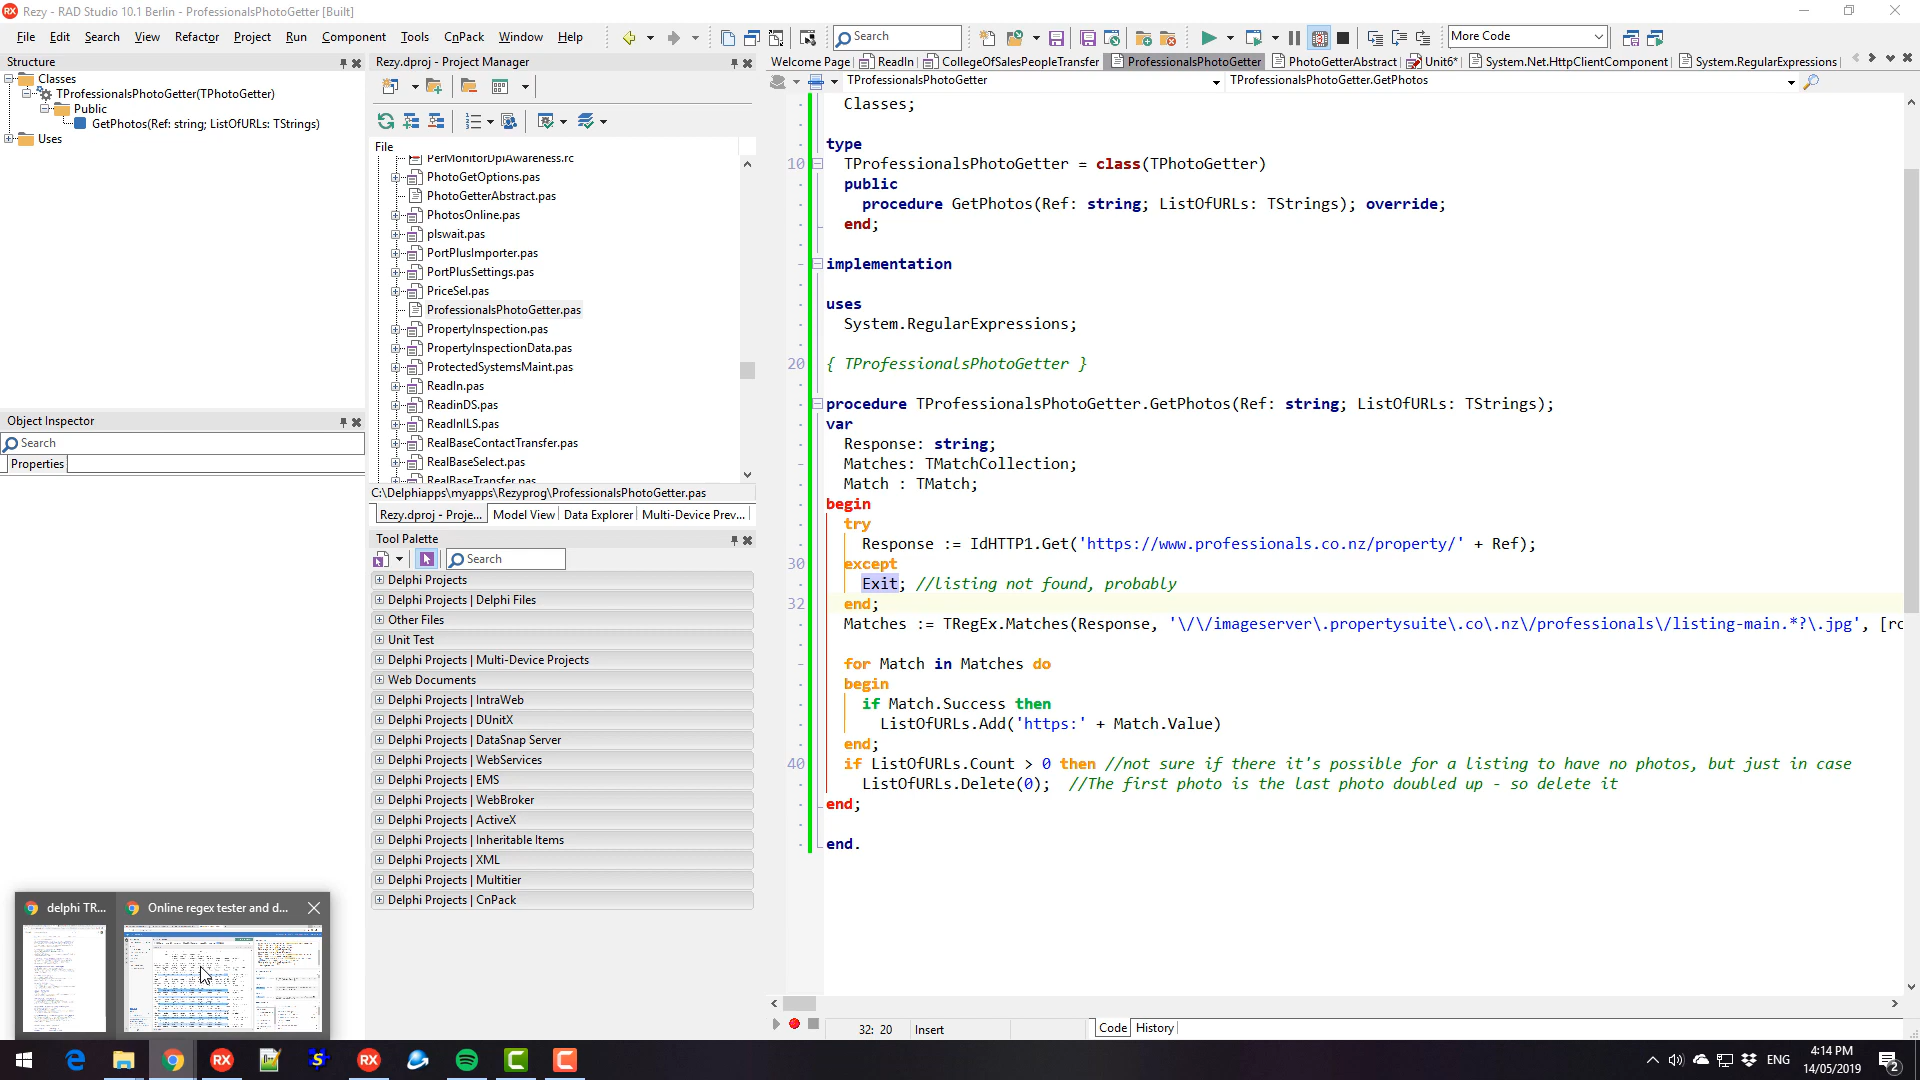 Rezy - RAD Studio 10.1 Berlin - ProfessionalsPhotoGetter [Built]
File Edit Search View Refactor Project Run Component Tools CnPack Window Help
Search
More Code
Structure
Classes
TProfessionalsPhotoGetter(TPhotoGetter)
Public
GetPhotos(Ref: string; ListOfURLs: TStrings)
Uses
Object Inspector
Search
Properties
Rezy.dproj - Project Manager
File
PerMonitorDpiAwareness.rc
PhotoGetOptions.pas
PhotoGetterAbstract.pas
PhotosOnline.pas
plswait.pas
PortPlusImporter.pas
PortPlusSettings.pas
PriceSel.pas
ProfessionalsPhotoGetter.pas
PropertyInspection.pas
PropertyInspectionData.pas
ProtectedSystemsMaint.pas
ReadIn.pas
ReadinDS.pas
ReadInILS.pas
RealBaseContactTransfer.pas
RealBaseSelect.pas
RealBaseTransfer.pas
C:\Delphiapps\myapps\Rezyprog\ProfessionalsPhotoGetter.pas
Rezy.dproj - Proje... Model View Data Explorer Multi-Device Prev...
Tool Palette
Search
Delphi Projects
Delphi Projects | Delphi Files
Other Files
Unit Test
Delphi Projects | Multi-Device Projects
Web Documents
Delphi Projects | IntraWeb
Delphi Projects | DUnitX
Delphi Projects | DataSnap Server
Delphi Projects | WebServices
Delphi Projects | EMS
Delphi Projects | WebBroker
Delphi Projects | ActiveX
Delphi Projects | Inheritable Items
Delphi Projects | XML
Delphi Projects | Multitier
Delphi Projects | CnPack
Welcome Page ReadIn CollegeOfSalesPeopleTransfer ProfessionalsPhotoGetter PhotoGetterAbstract Unit6* System.Net.HttpClientComponent System.RegularExpressions
TProfessionalsPhotoGetter TProfessionalsPhotoGetter.GetPhotos
Classes;
type
10 TProfessionalsPhotoGetter = class(TPhotoGetter)
public
procedure GetPhotos(Ref: string; ListOfURLs: TStrings); override;
end;
implementation
uses
System.RegularExpressions;
20 { TProfessionalsPhotoGetter }
procedure TProfessionalsPhotoGetter.GetPhotos(Ref: string; ListOfURLs: TStrings);
var
Response: string;
Matches: TMatchCollection;
Match : TMatch;
begin
try
Response := IdHTTP1.Get('https://www.professionals.co.nz/property/' + Ref);
30 except
Exit; //listing not found, probably
32 end;
Matches := TRegEx.Matches(Response, '\/\/imageserver\.propertysuite\.co\.nz\/professionals\/listing-main.*?\.jpg', [ro
for Match in Matches do
begin
if Match.Success then
ListOfURLs.Add('https:' + Match.Value)
end;
40 if ListOfURLs.Count > 0 then //not sure if there it's possible for a listing to have no photos, but just in case
ListOfURLs.Delete(0); //The first photo is the last photo doubled up - so delete it
end;
end.
32: 20 Insert Code History
delphi TR... Online regex tester and d...
ENG
4:14 PM
14/05/2019
2